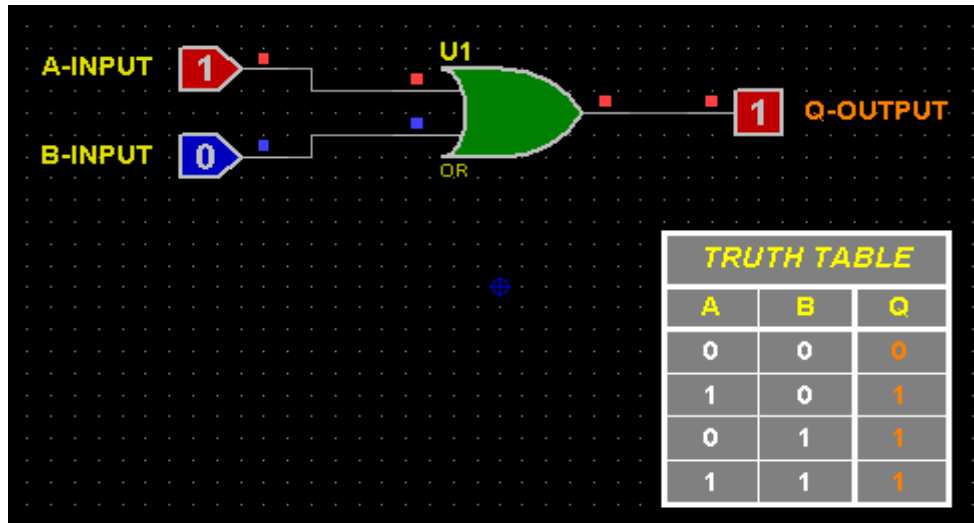 A-INPUT 1
U1
1 Q-OUTPUT
B-INPUT 0
OR
TRUTH TABLE
A B Q
0 0 0
1 0 1
0 1 1
1 1 1